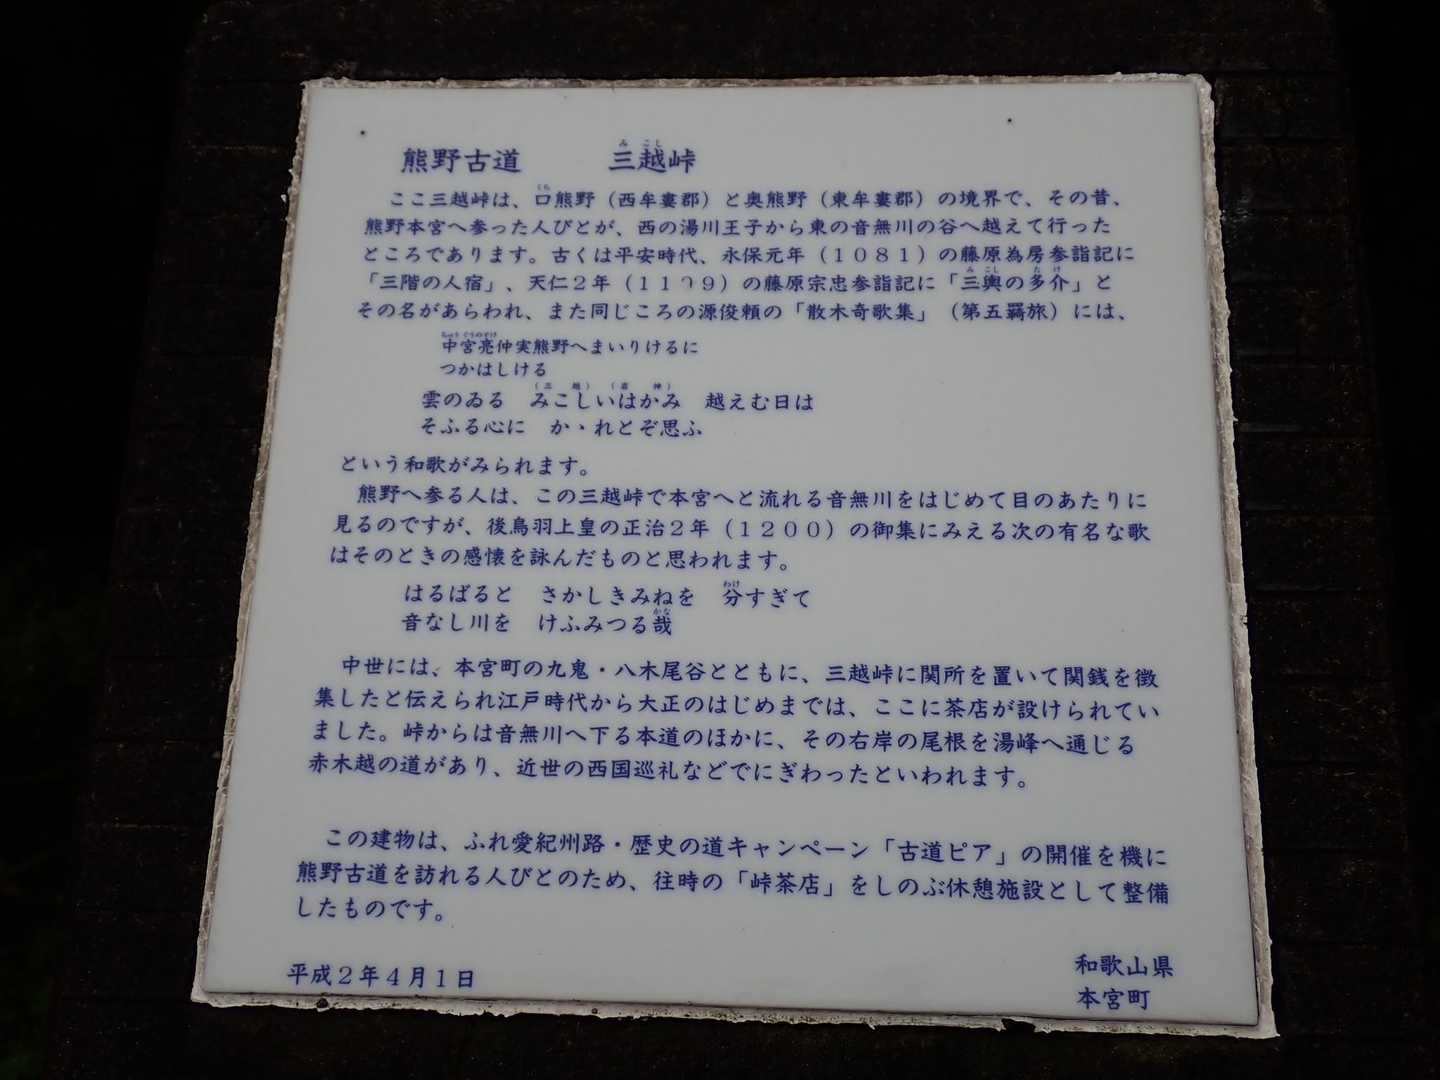 熊野古道　　　三越峠
ここ三越峠は、口熊野（西牟婁郡）と奥熊野（東牟婁郡）の境界で、その昔、
熊野本宮へ参った人びとが、西の湯川王子から東の音無川の谷へ越えて行った
ところであります。古くは平安時代、永保元年（１０８１）の藤原為房参詣記に
「三階の人宿」、天仁２年（１１０９）の藤原宗忠参詣記に「三輿の多介」と
その名があらわれ、また同じころの源俊頼の「散木奇歌集」（第五羇旅）には、
中宮亮仲実熊野へまいりけるに
つかはしける
雲のゐる　みこしいはかみ　越えむ日は
そふる心に　かゝれとぞ思ふ
という和歌がみられます。
熊野へ参る人は、この三越峠で本宮へと流れる音無川をはじめて目のあたりに
見るのですが、後鳥羽上皇の正治２年（１２００）の御集にみえる次の有名な歌
はそのときの感懐を詠んだものと思われます。
はるばると　さかしきみねを　分すぎて
音なし川を　けふみつる哉
中世には、本宮町の九鬼・八木尾谷とともに、三越峠に関所を置いて関銭を徴
集したと伝えられ江戸時代から大正のはじめまでは、ここに茶店が設けられてい
ました。峠からは音無川へ下る本道のほかに、その右岸の尾根を湯峰へ通じる
赤木越の道があり、近世の西国巡礼などでにぎわったといわれます。
この建物は、ふれ愛紀州路・歴史の道キャンペーン「古道ピア」の開催を機に
熊野古道を訪れる人びとのため、往時の「峠茶店」をしのぶ休憩施設として整備
したものです。
平成２年４月１日
和歌山県
本宮町